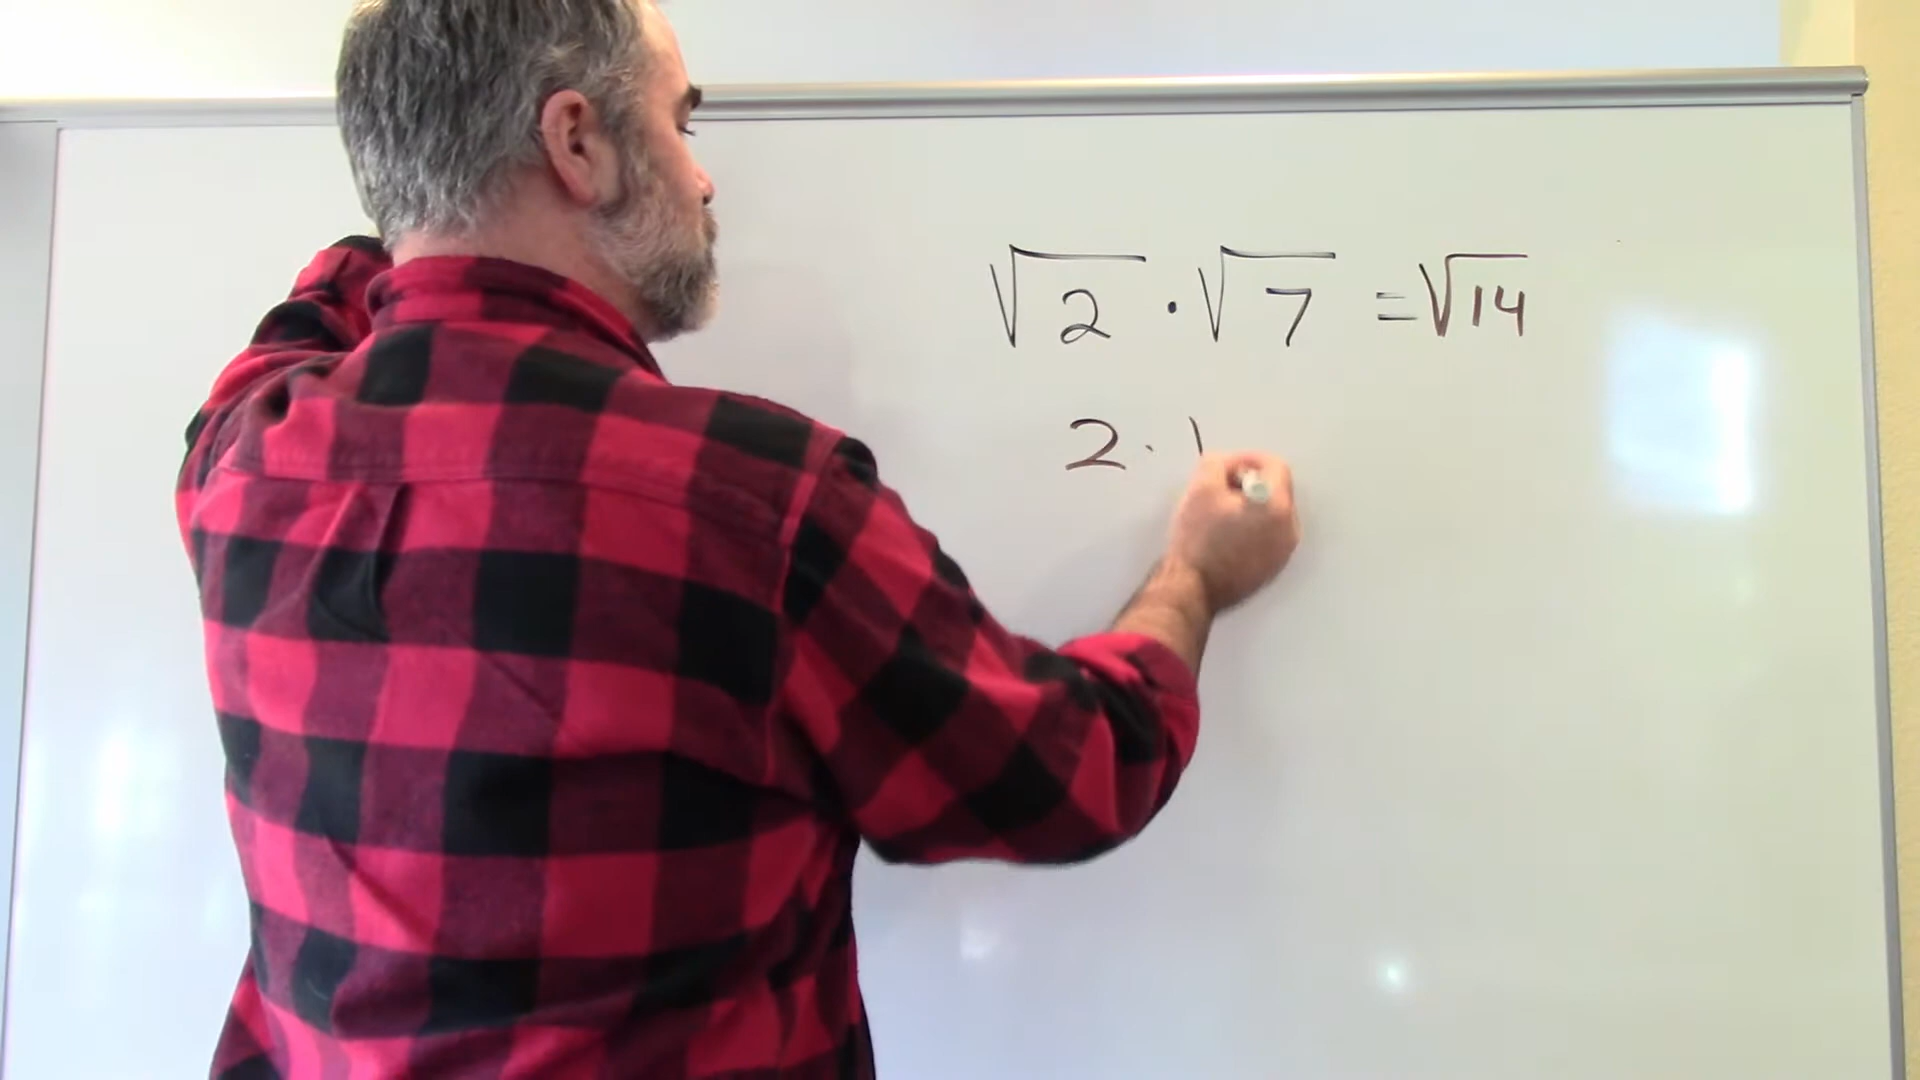 √2 · √7 = √14
2 ·